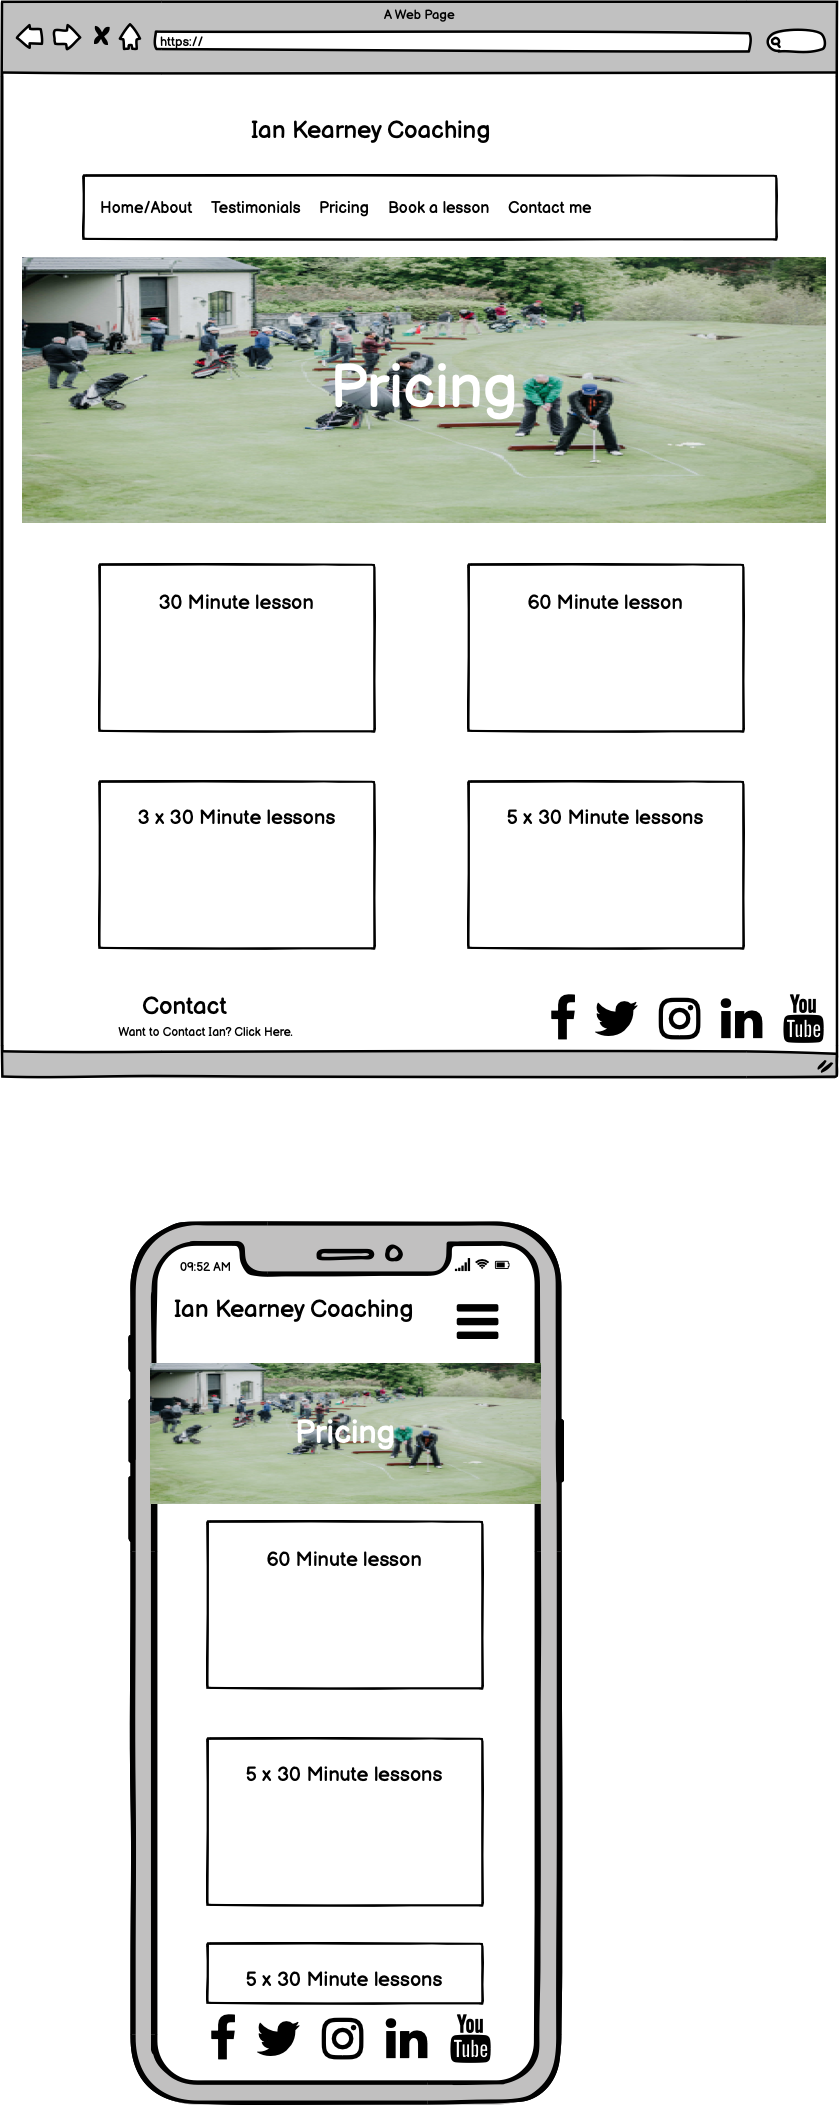 A Web Page
https://
Ian Kearney Coaching
Home/About Testimonials Pricing Book a lesson Contact me
Pricing
30 Minute lesson
60 Minute lesson
3 x 30 Minute lessons
5 x 30 Minute lessons
Contact
Want to Contact Ian? Click Here.
You
Tube
09:52 AM
Ian Kearney Coaching
Pricing
60 Minute lesson
5 x 30 Minute lessons
5 x 30 Minute lessons
You
Tube